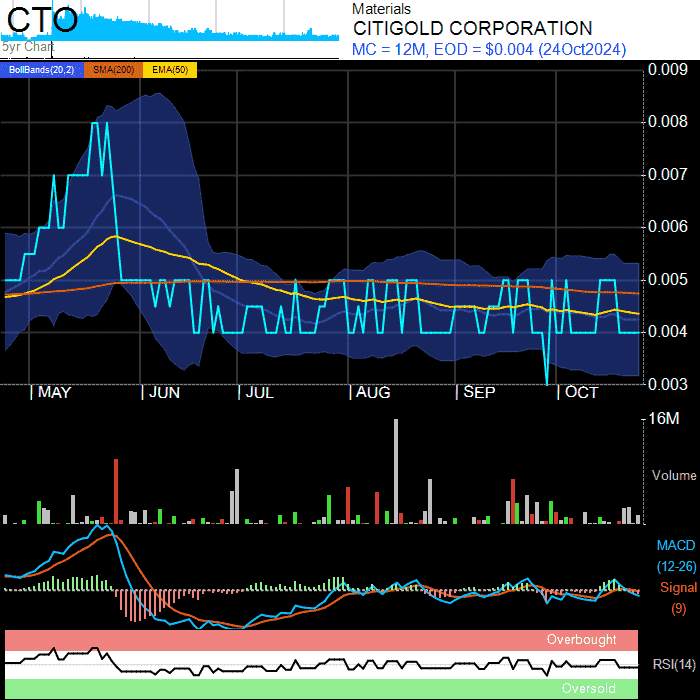 CTO
5yr Chart
Materials
CITIGOLD CORPORATION
MC = 12M, EOD = $0.004 (24Oct2024)
BollBands(20,2) SMA(200) EMA(50)
0.009
0.008
0.007
0.006
0.005
0.004
0.003
MAY JUN JUL AUG SEP OCT
16M
Volume
MACD
(12-26)
Signal
(9)
Overbought
RSI(14)
Oversold